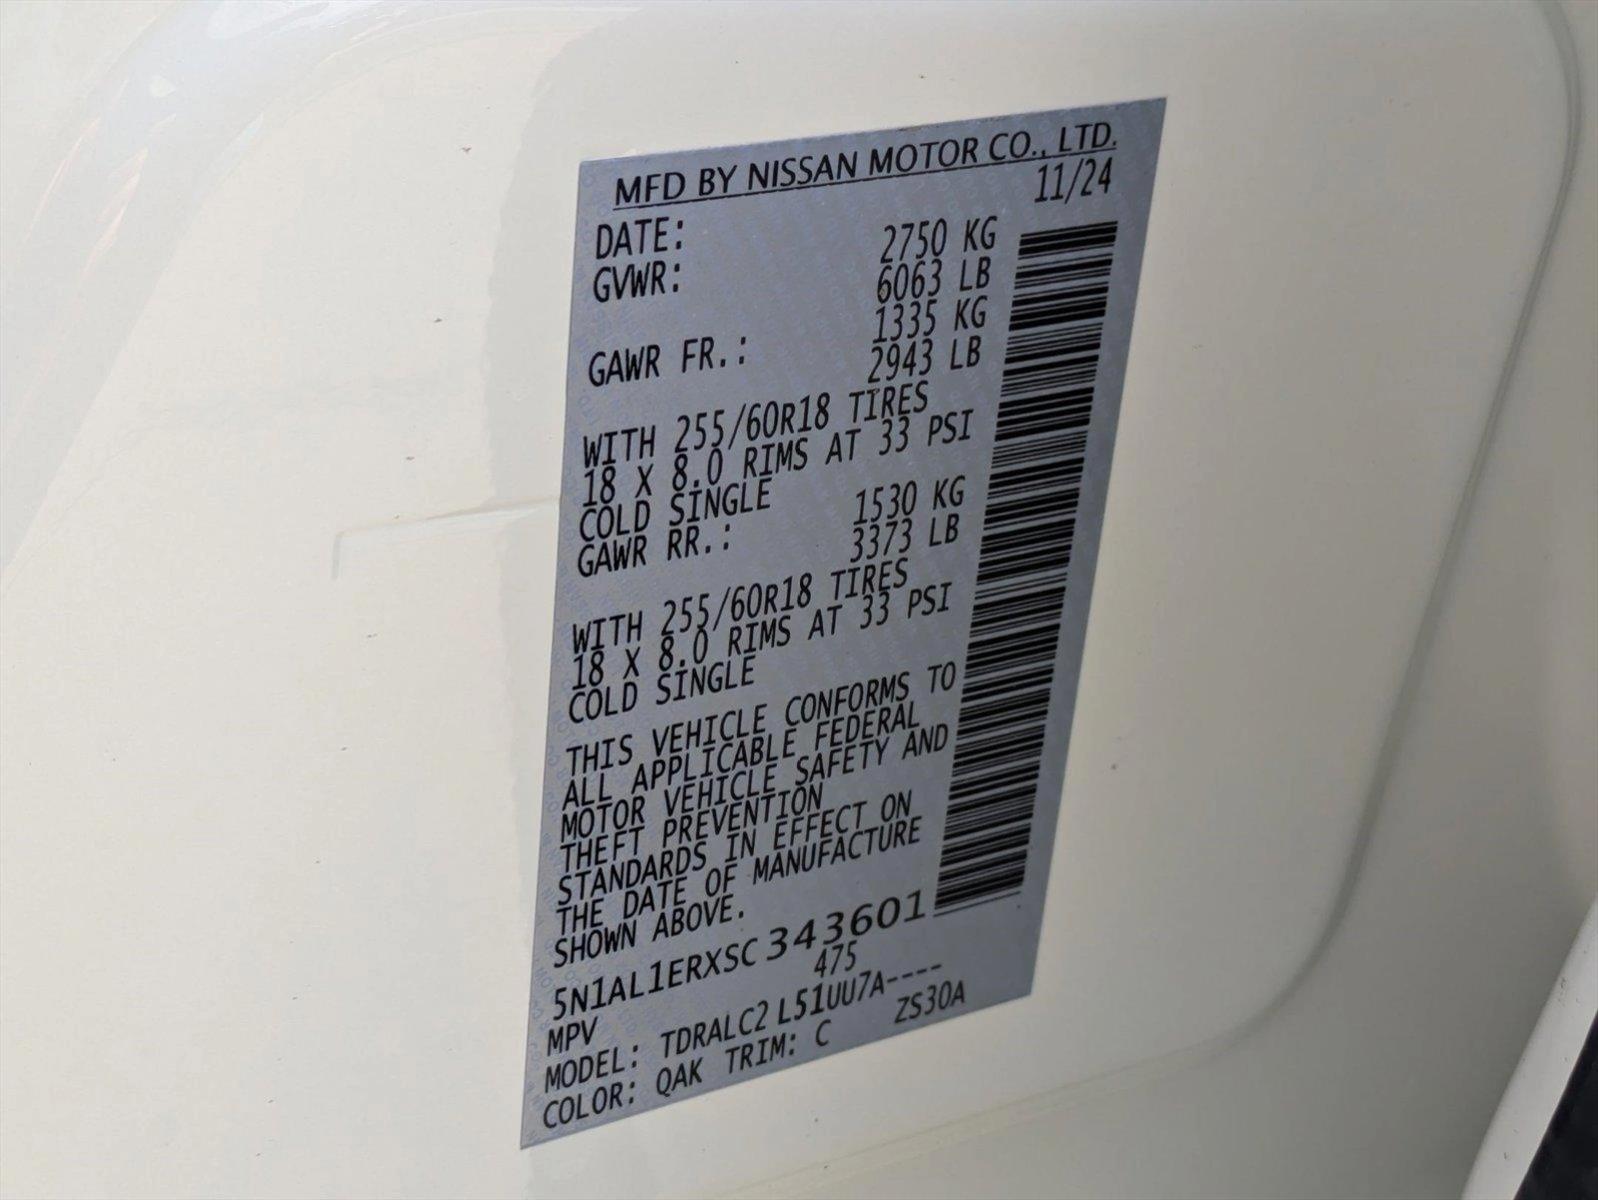 MFD BY NISSAN MOTOR CO., LTD.
DATE: 11/24
GVWR: 2750 KG
6063 LB
GAWR FR.: 1335 KG
2943 LB
WITH 255/60R18 TIRES
18 X 8.0 RIMS AT 33 PSI
COLD SINGLE
GAWR RR.: 1530 KG
3373 LB
WITH 255/60R18 TIRES
18 X 8.0 RIMS AT 33 PSI
COLD SINGLE
THIS VEHICLE CONFORMS TO
ALL APPLICABLE FEDERAL
MOTOR VEHICLE SAFETY AND
THEFT PREVENTION
STANDARDS IN EFFECT ON
THE DATE OF MANUFACTURE
SHOWN ABOVE.
5N1AL1ERXSC343601
MPV 475
MODEL: TDRALC2 L51UU7A----
COLOR: QAK TRIM: C ZS30A